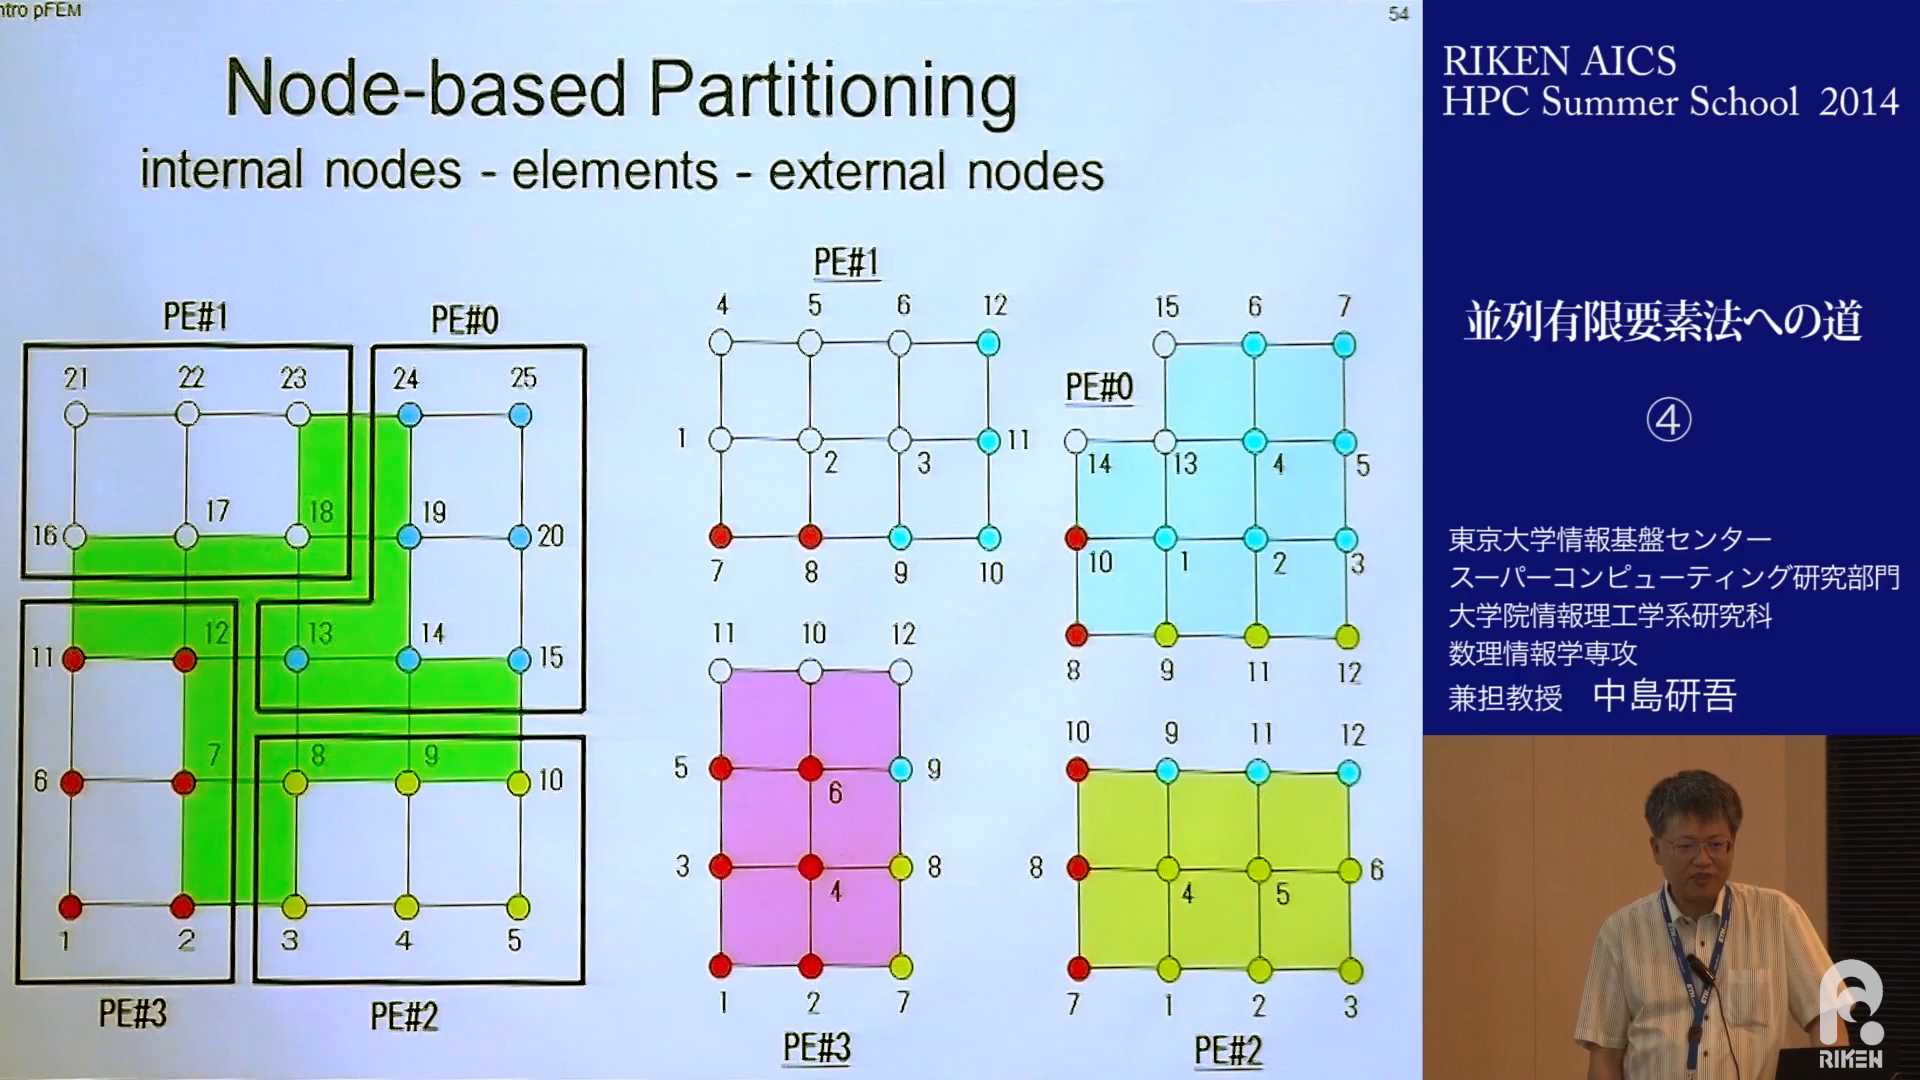 ntro pFEM
54
Node-based Partitioning
internal nodes - elements - external nodes
PE#1
PE#0
21 22 23 24 25
16 17 18 19 20
11 12 13 14 15
6 7 8 9 10
1 2 3 4 5
PE#3
PE#2
PE#1
4 5 6 12
1 2 3 11
7 8 9 10
PE#0
15 6 7
14 13 4 5
10 1 2 3
8 9 11 12
11 10 12
5 6 9
3 4 8
1 2 7
PE#3
10 9 11 12
8 4 5 6
7 1 2 3
PE#2
RIKEN AICS
HPC Summer School 2014
並列有限要素法への道
④
東京大学情報基盤センター
スーパーコンピューティング研究部門
大学院情報理工学系研究科
数理情報学専攻
兼担教授 中島研吾
RIKEN